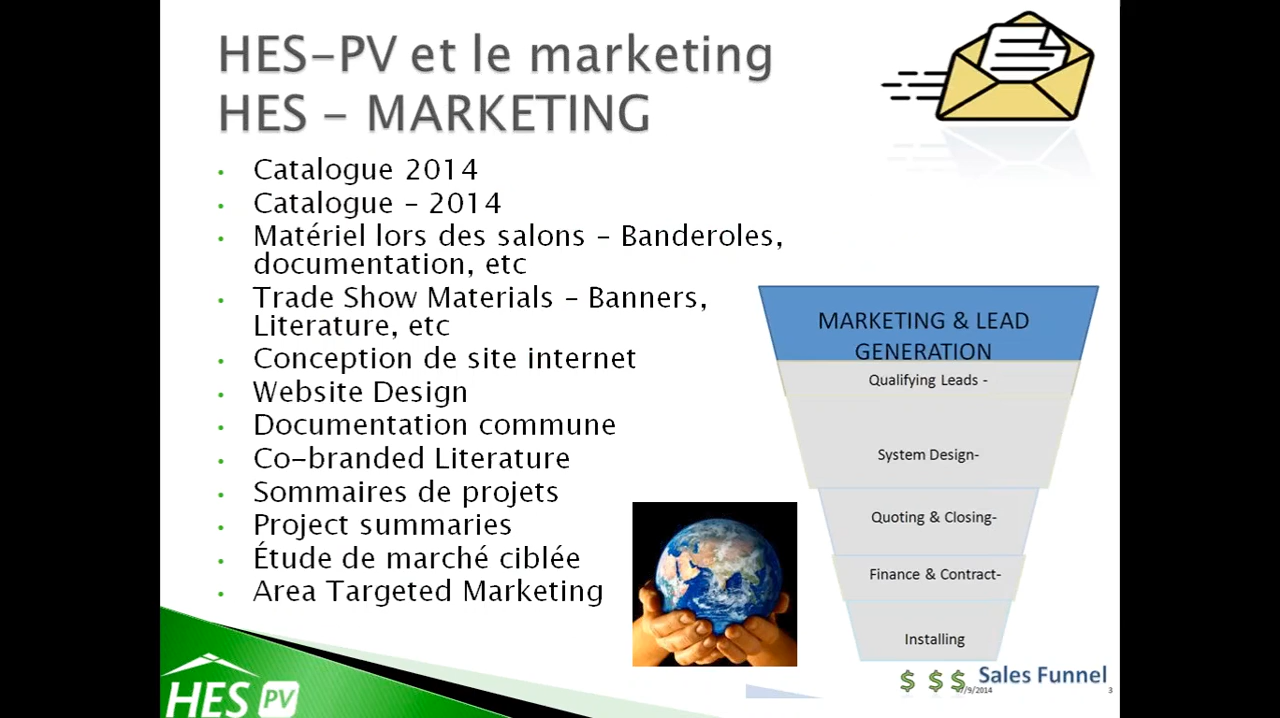 HES-PV et le marketing
HES - MARKETING
• Catalogue 2014
• Catalogue – 2014
• Matériel lors des salons – Banderoles,
documentation, etc
• Trade Show Materials – Banners,
Literature, etc
• Conception de site internet
• Website Design
• Documentation commune
• Co-branded Literature
• Sommaires de projets
• Project summaries
• Étude de marché ciblée
• Area Targeted Marketing
MARKETING & LEAD
GENERATION
Qualifying Leads -
System Design-
Quoting & Closing-
Finance & Contract-
Installing
$ $ $ Sales Funnel
/9/2014
3
HES PV